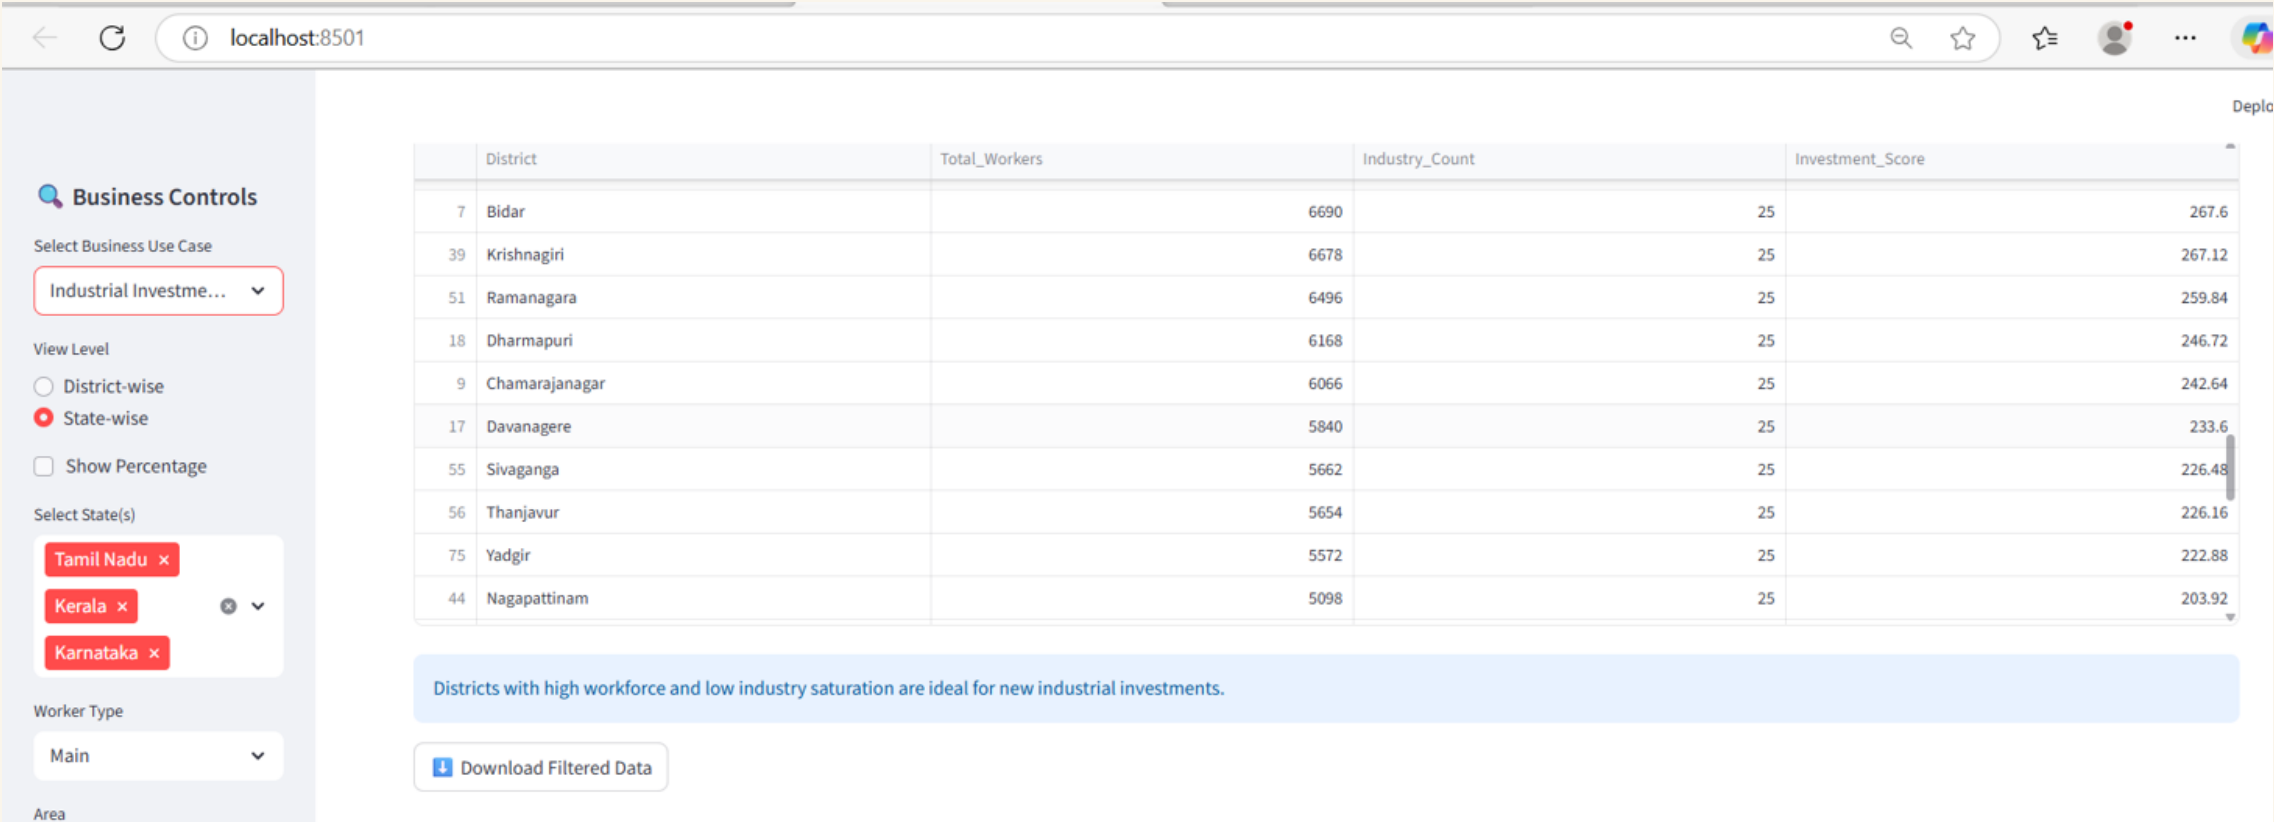 localhost:8501
Deplo
🔍 Business Controls
Select Business Use Case
Industrial Investme...
View Level
District-wise
State-wise
Show Percentage
Select State(s)
Tamil Nadu ×
Kerala ×
Karnataka ×
Worker Type
Main
Area
District Total_Workers Industry_Count Investment_Score
7 Bidar 6690 25 267.6
39 Krishnagiri 6678 25 267.12
51 Ramanagara 6496 25 259.84
18 Dharmapuri 6168 25 246.72
9 Chamarajanagar 6066 25 242.64
17 Davanagere 5840 25 233.6
55 Sivaganga 5662 25 226.48
56 Thanjavur 5654 25 226.16
75 Yadgir 5572 25 222.88
44 Nagapattinam 5098 25 203.92
Districts with high workforce and low industry saturation are ideal for new industrial investments.
Download Filtered Data